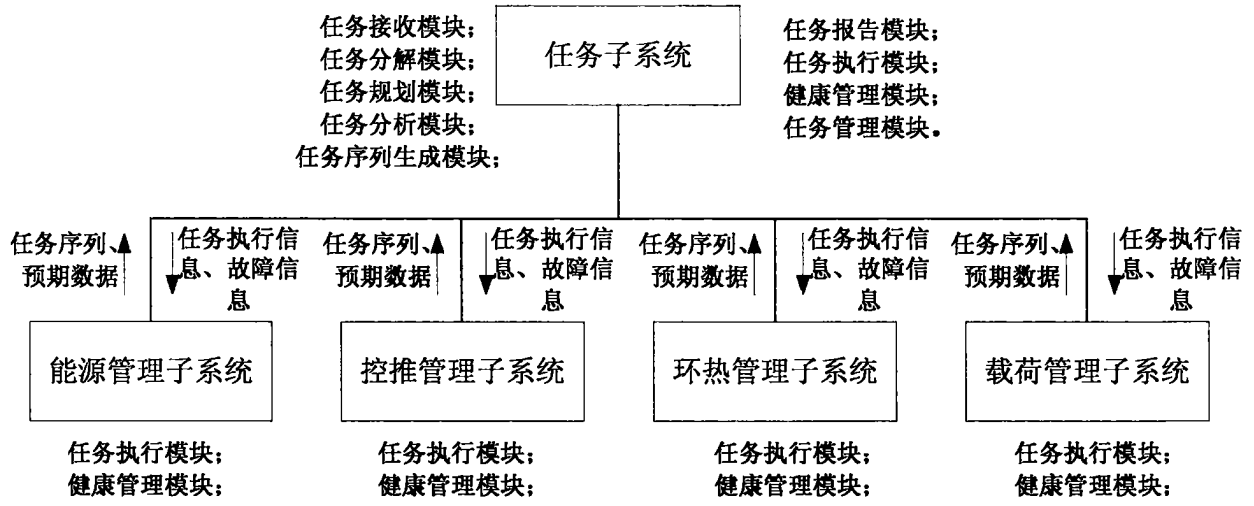 任务接收模块；
任务分解模块；
任务规划模块；
任务分析模块；
任务序列生成模块；
任务子系统
任务报告模块；
任务执行模块；
健康管理模块；
任务管理模块。
任务序列、
预期数据
任务执行信
息、故障信
息
任务序列、
预期数据
任务执行信
息、故障信
息
任务序列、
预期数据
任务执行信
息、故障信
息
任务序列、
预期数据
任务执行信
息、故障信
息
能源管理子系统
控推管理子系统
环热管理子系统
载荷管理子系统
任务执行模块；
健康管理模块；
任务执行模块；
健康管理模块；
任务执行模块；
健康管理模块；
任务执行模块；
健康管理模块；